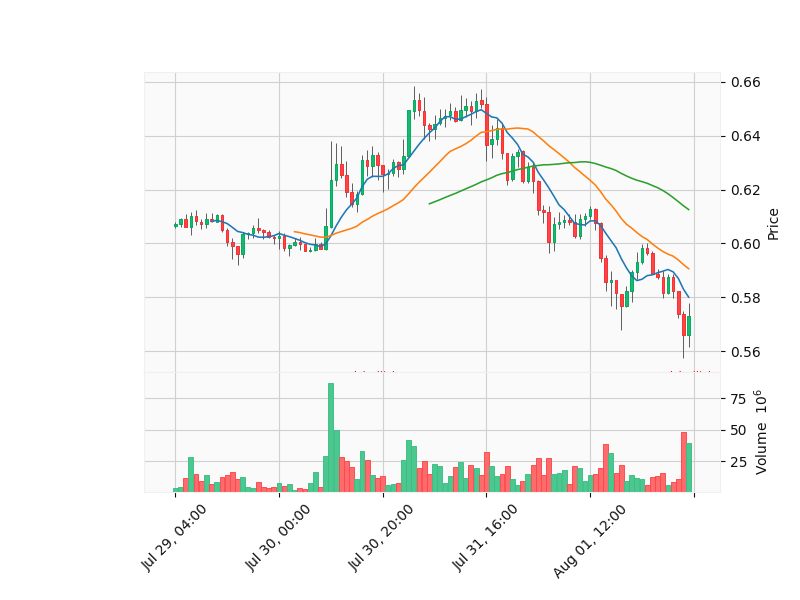 0.66
0.64
0.62
0.60
0.58
0.56
Price
75
50
25
Volume 10^6
Jul 29, 04:00
Jul 30, 00:00
Jul 30, 20:00
Jul 31, 16:00
Aug 01, 12:00